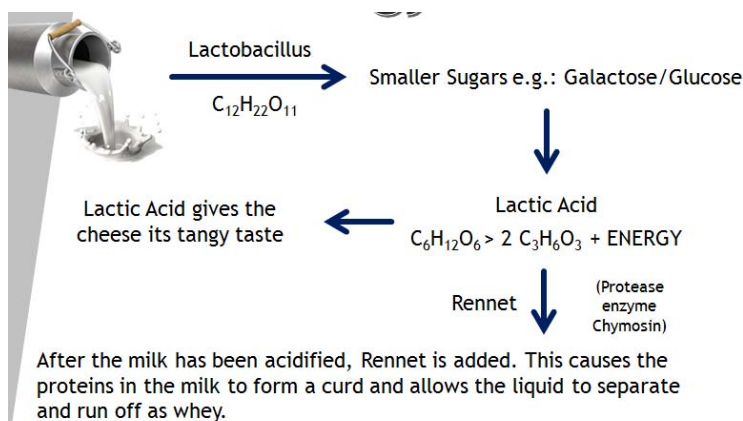 Lactobacillus
C₁₂H₂₂O₁₁
Smaller Sugars e.g.: Galactose/Glucose
Lactic Acid
C₆H₁₂O₆ > 2 C₃H₆O₃ + ENERGY
Lactic Acid gives the
cheese its tangy taste
Rennet
(Protease
enzyme
Chymosin)
After the milk has been acidified, Rennet is added. This causes the
proteins in the milk to form a curd and allows the liquid to separate
and run off as whey.